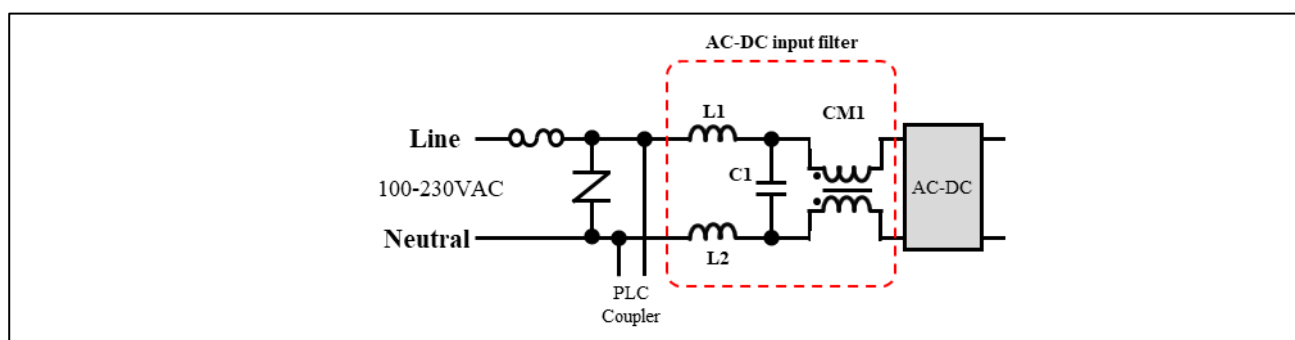 AC-DC input filter
L1
CM1
Line
C1
100-230VAC
AC-DC
Neutral
L2
PLC
Coupler